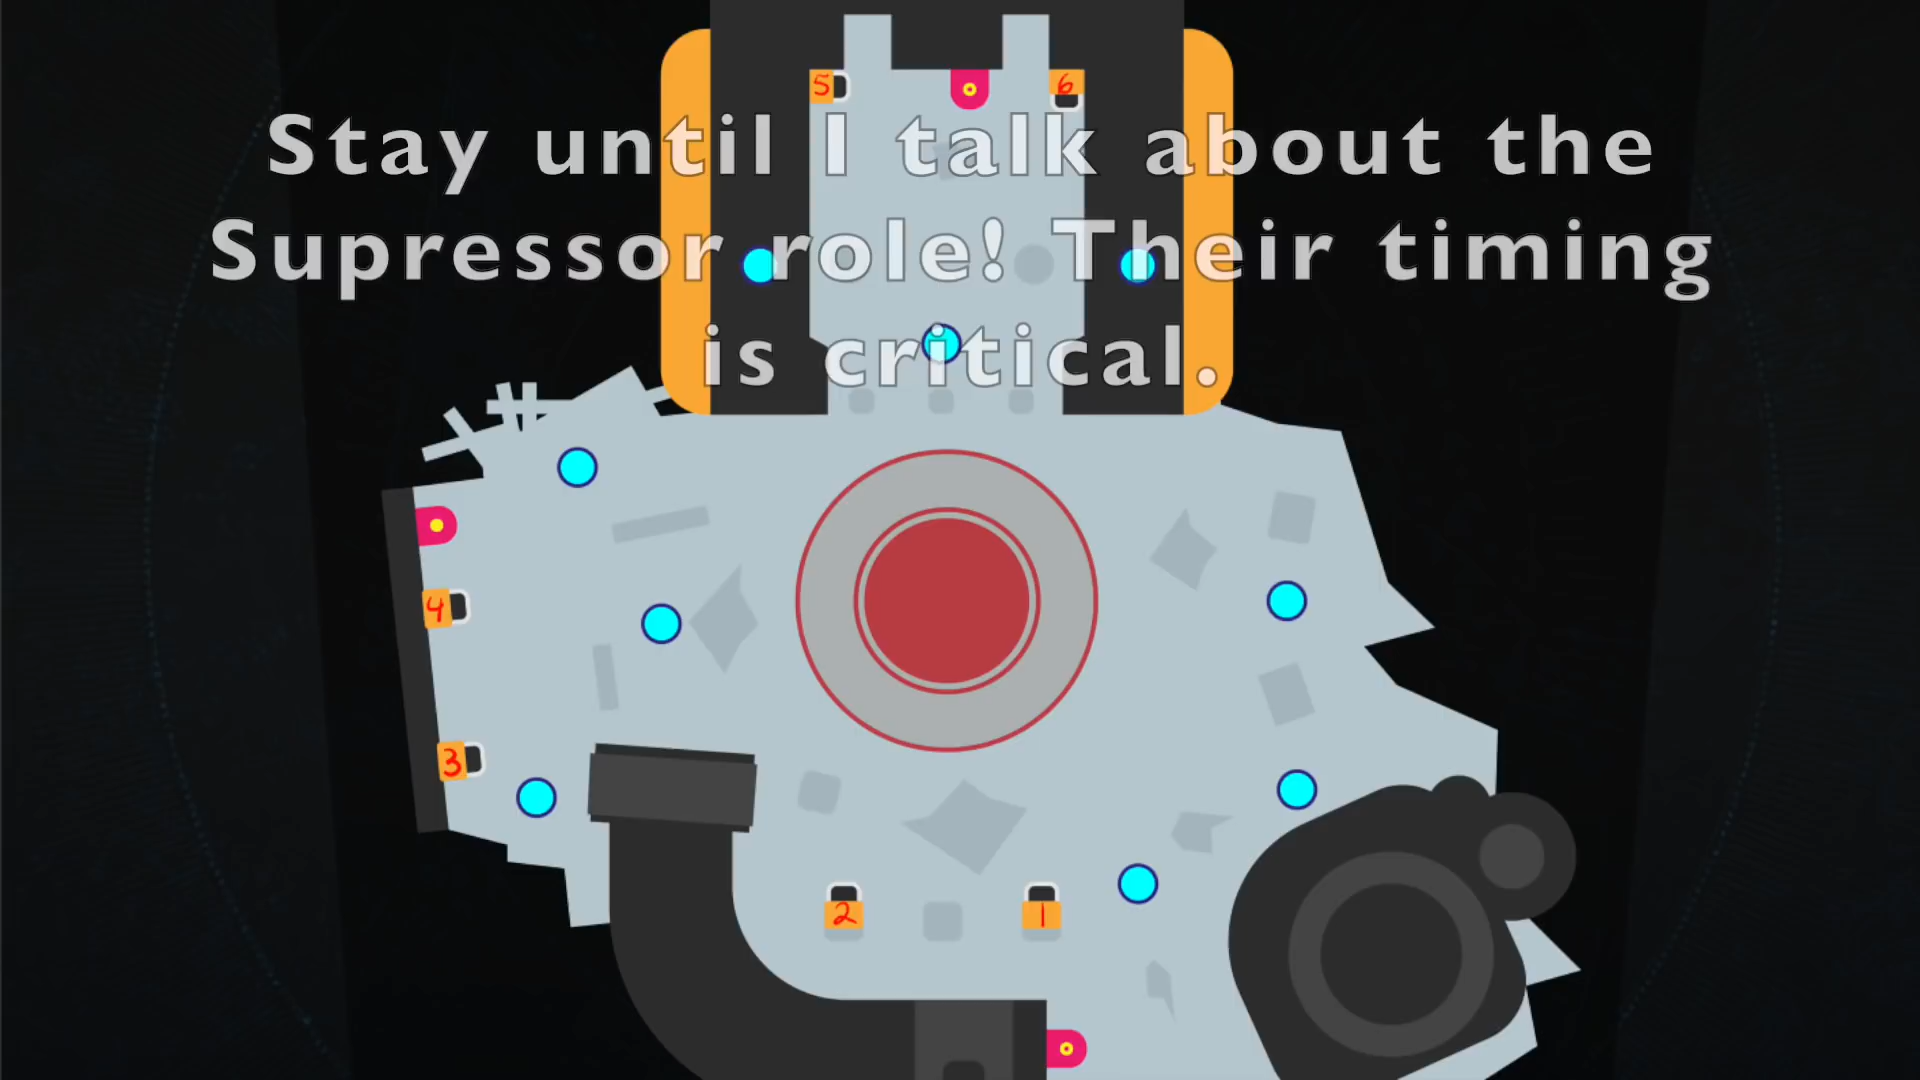 5 6
Stay until I talk about the
Supressor role! Their timing
is critical.
4
3
2 1